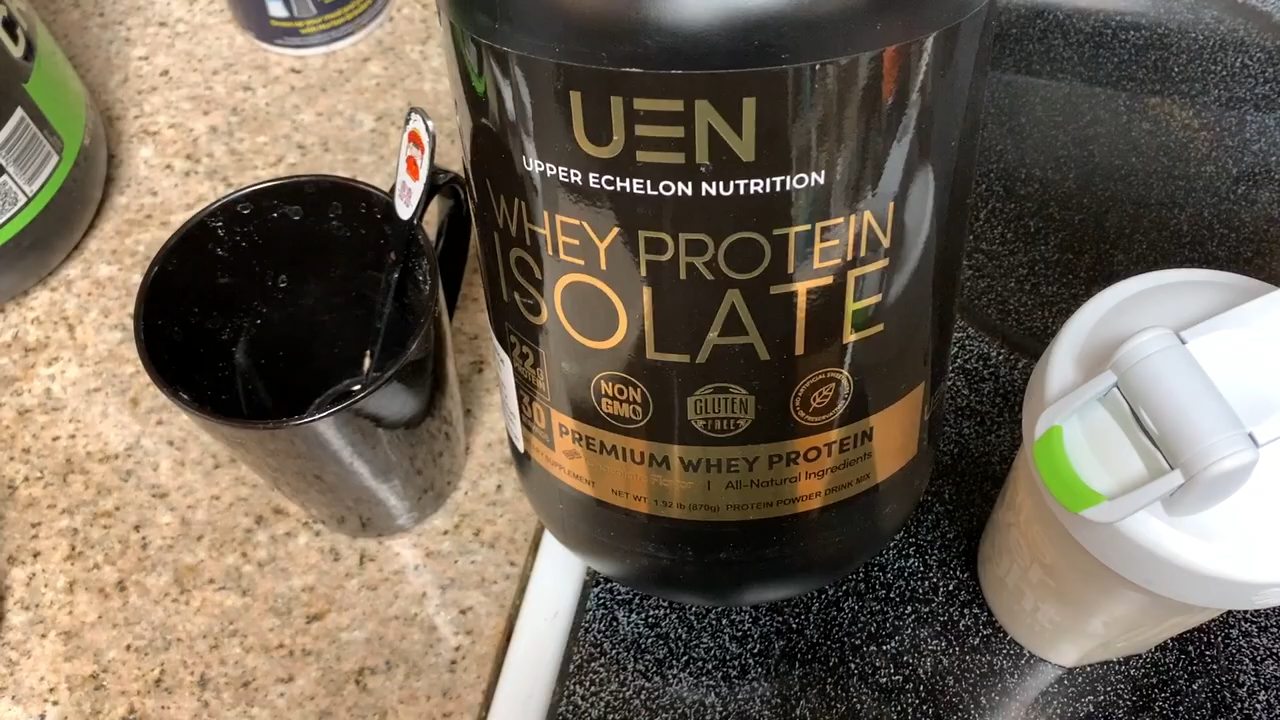 UEN
UPPER ECHELON NUTRITION
WHEY PROTEIN
ISOLATE
22G
PROTEIN
30
NON
GMO
GLUTEN
FREE
PREMIUM WHEY PROTEIN
Flavor | All-Natural Ingredients
SUPPLEMENT NET WT 1.92 lb (870g) PROTEIN POWDER DRINK MIX